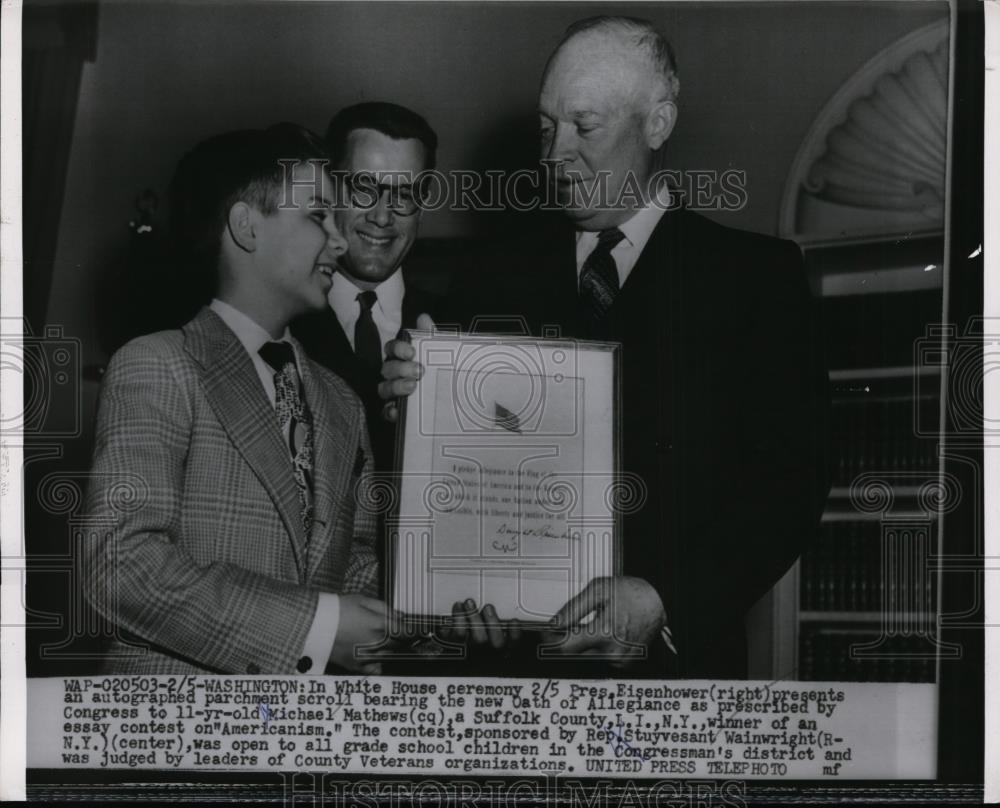 HISTORIC IMAGES
I pledge allegiance to the Flag of the
United States of America and to the
which it stands, one Nation under
indivisible, with liberty and justice for all
Dwight Eisenhower
WAP-020503-2/5-WASHINGTON: In White House ceremony 2/5 Pres.Eisenhower(right)presents
an autographed parchment scroll bearing the new Oath of Allegiance as prescribed by
Congress to 11-yr-old Michael Mathews(cq),a Suffolk County,L.I.,N.Y.,winner of an
essay contest on"Americanism." The contest,sponsored by Rep.Stuyvesant Wainwright(R-
N.Y.)(center),was open to all grade school children in the Congressman's district and
was judged by leaders of County Veterans organizations. UNITED PRESS TELEPHOTO mf
HISTORIC IMAGES